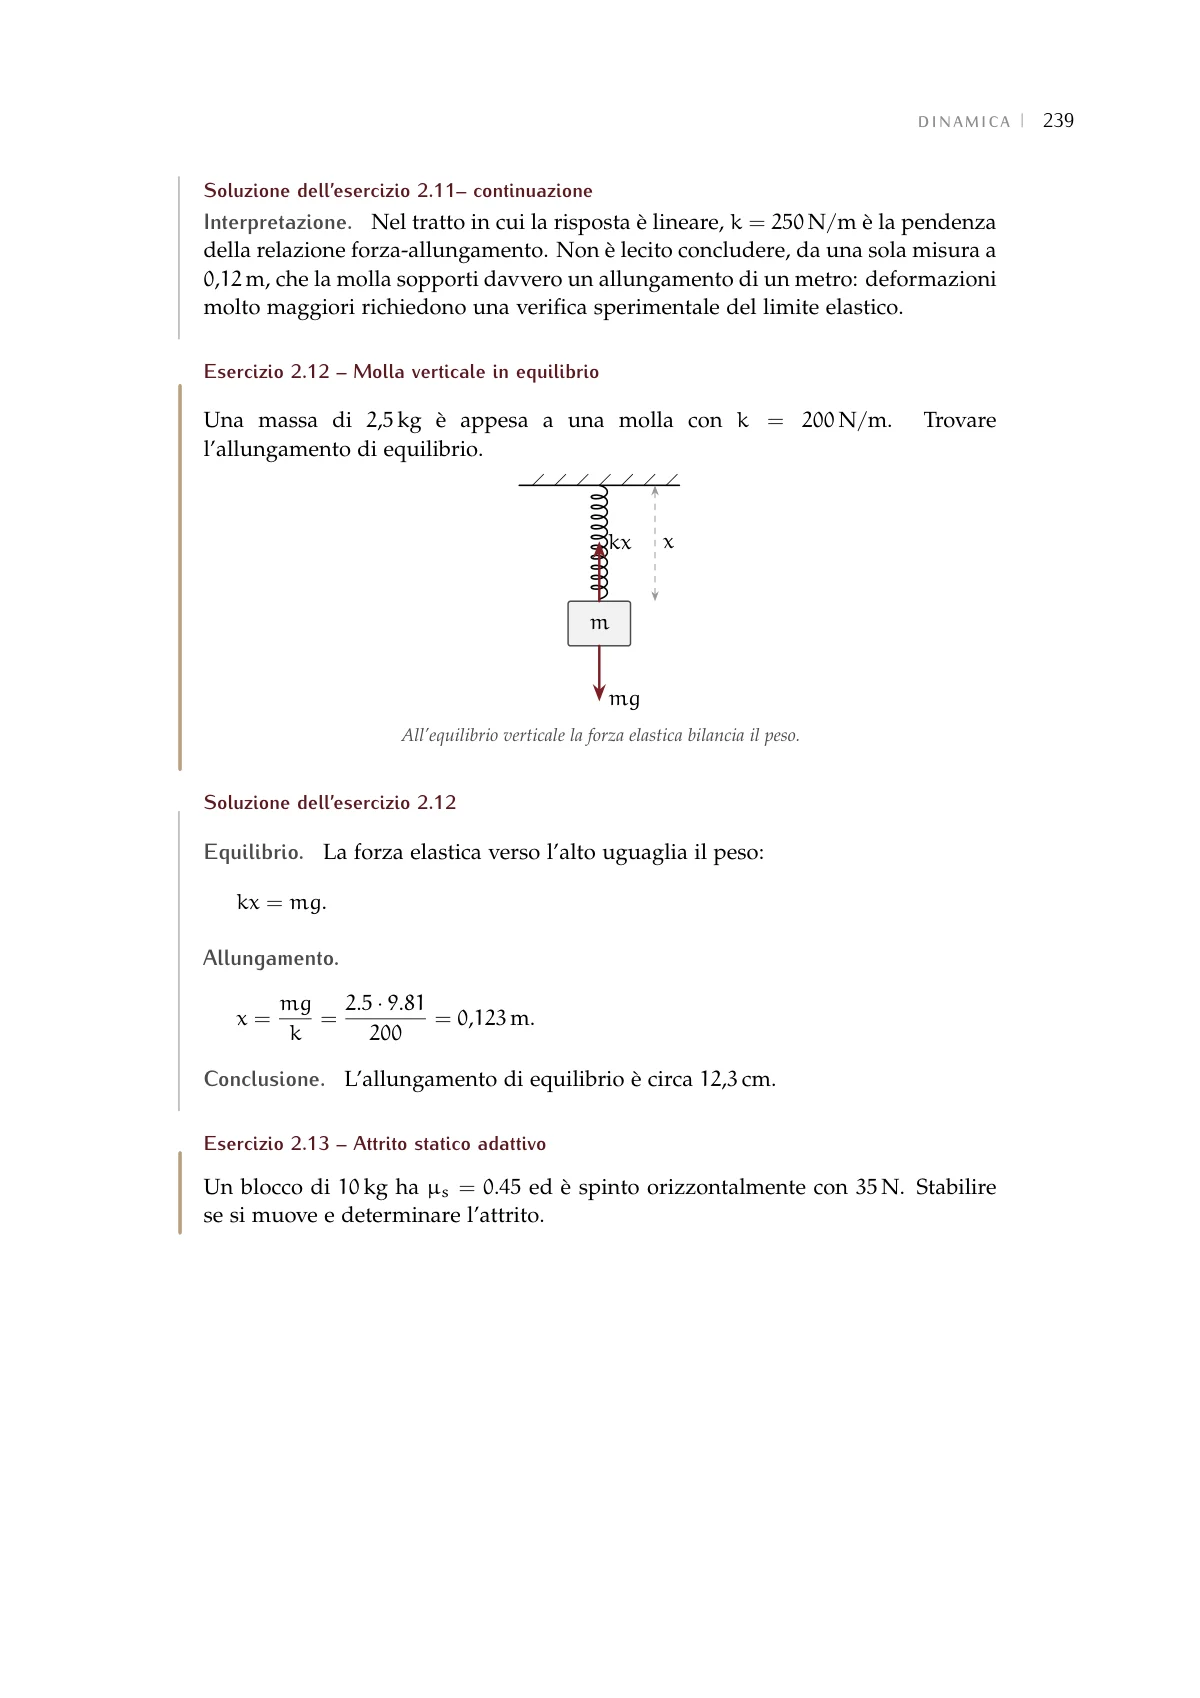 DINAMICA | 239
Soluzione dell'esercizio 2.11– continuazione
Interpretazione. Nel tratto in cui la risposta è lineare, k = 250 N/m è la pendenza
della relazione forza-allungamento. Non è lecito concludere, da una sola misura a
0,12 m, che la molla sopporti davvero un allungamento di un metro: deformazioni
molto maggiori richiedono una verifica sperimentale del limite elastico.
Esercizio 2.12 – Molla verticale in equilibrio
Una massa di 2,5 kg è appesa a una molla con k = 200 N/m. Trovare
l'allungamento di equilibrio.
kx x
m
mg
All'equilibrio verticale la forza elastica bilancia il peso.
Soluzione dell'esercizio 2.12
Equilibrio. La forza elastica verso l'alto uguaglia il peso:
kx = mg.
Allungamento.
x = mg/k = 2.5 · 9.81/200 = 0,123 m.
Conclusione. L'allungamento di equilibrio è circa 12,3 cm.
Esercizio 2.13 – Attrito statico adattivo
Un blocco di 10 kg ha μs = 0.45 ed è spinto orizzontalmente con 35 N. Stabilire
se si muove e determinare l'attrito.